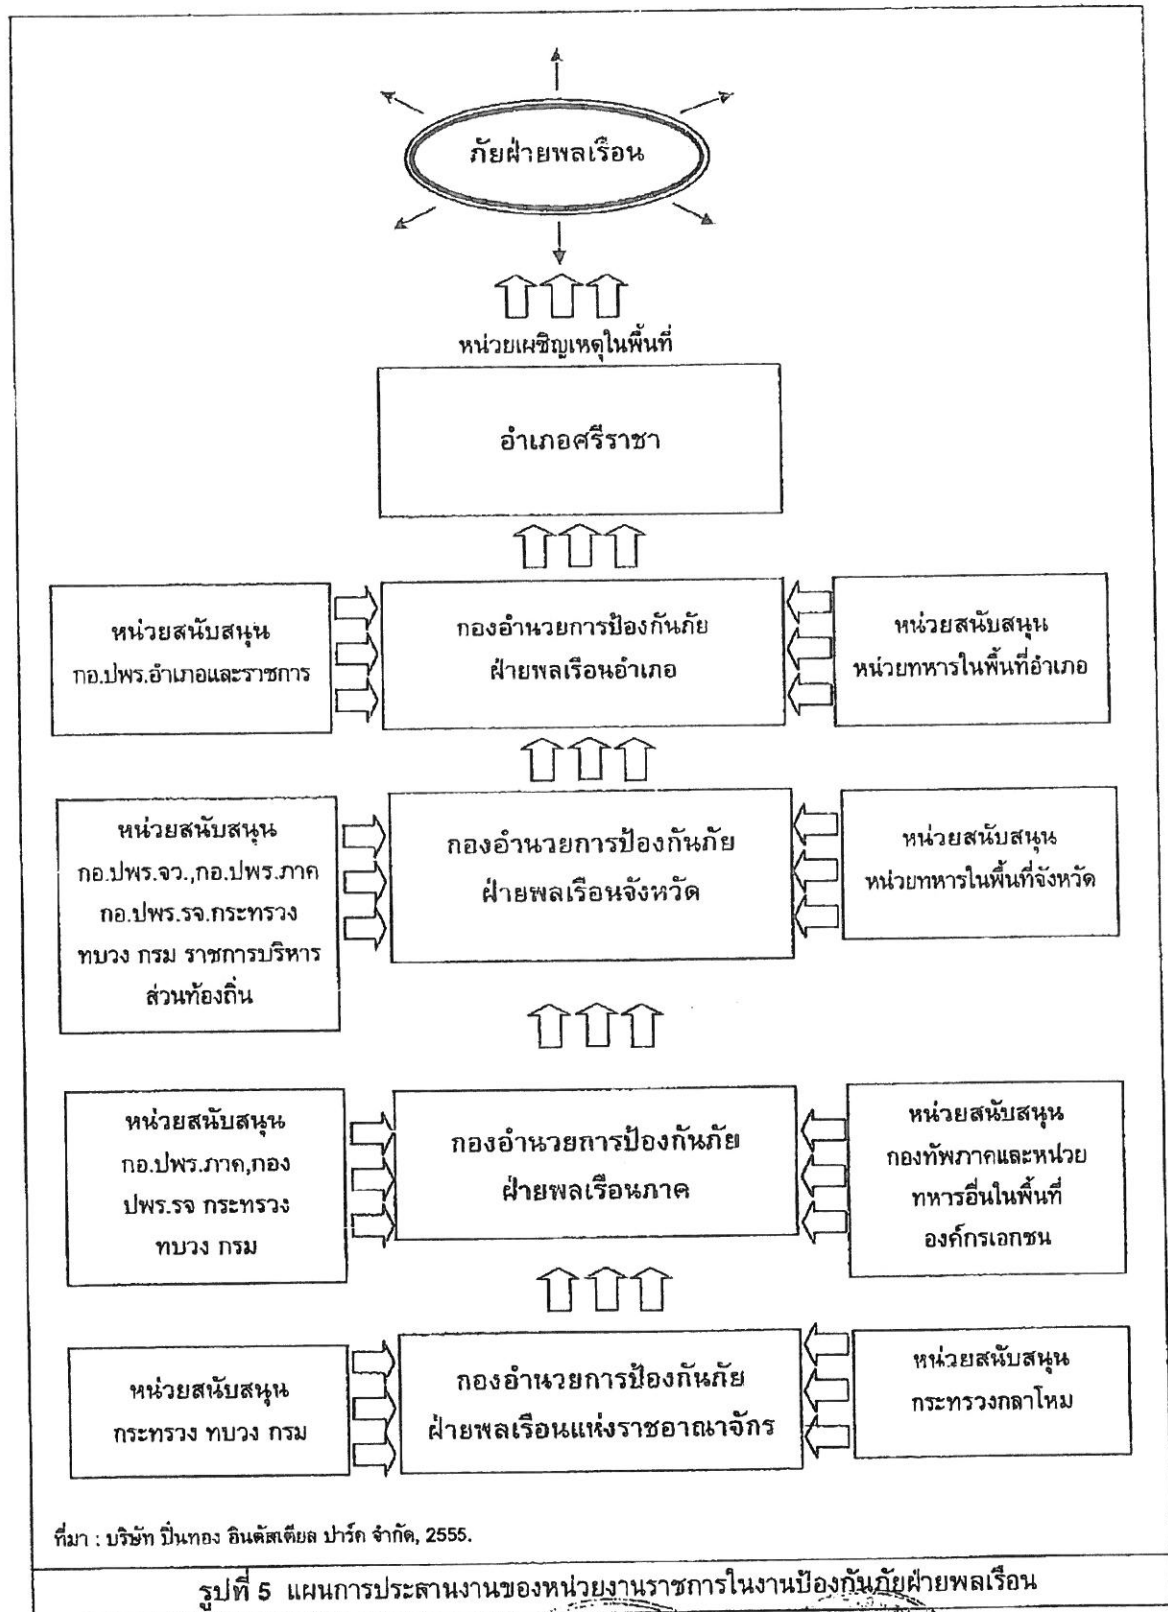 ภัยฝ่ายพลเรือน
หน่วยเผชิญเหตุในพื้นที่
อำเภอศรีราชา
หน่วยสนับสนุน
กอ.ปพร.อำเภอและราชการ
กองอำนวยการป้องกันภัย
ฝ่ายพลเรือนอำเภอ
หน่วยสนับสนุน
หน่วยทหารในพื้นที่อำเภอ
หน่วยสนับสนุน
กอ.ปพร.จว.,กอ.ปพร.ภาค
กอ.ปพร.รจ.กระทรวง
ทบวง กรม ราชการบริหาร
ส่วนท้องถิ่น
กองอำนวยการป้องกันภัย
ฝ่ายพลเรือนจังหวัด
หน่วยสนับสนุน
หน่วยทหารในพื้นที่จังหวัด
หน่วยสนับสนุน
กอ.ปพร.ภาค,กอง
ปพร.รจ กระทรวง
ทบวง กรม
กองอำนวยการป้องกันภัย
ฝ่ายพลเรือนภาค
หน่วยสนับสนุน
กองทัพภาคและหน่วย
ทหารอื่นในพื้นที่
องค์กรเอกชน
หน่วยสนับสนุน
กระทรวง ทบวง กรม
กองอำนวยการป้องกันภัย
ฝ่ายพลเรือนแห่งราชอาณาจักร
หน่วยสนับสนุน
กระทรวงกลาโหม
ที่มา : บริษัท ปิ่นทอง อินดัสเตียล ปาร์ค จำกัด, 2555.
รูปที่ 5 แผนการประสานงานของหน่วยงานราชการในงานป้องกันภัยฝ่ายพลเรือน